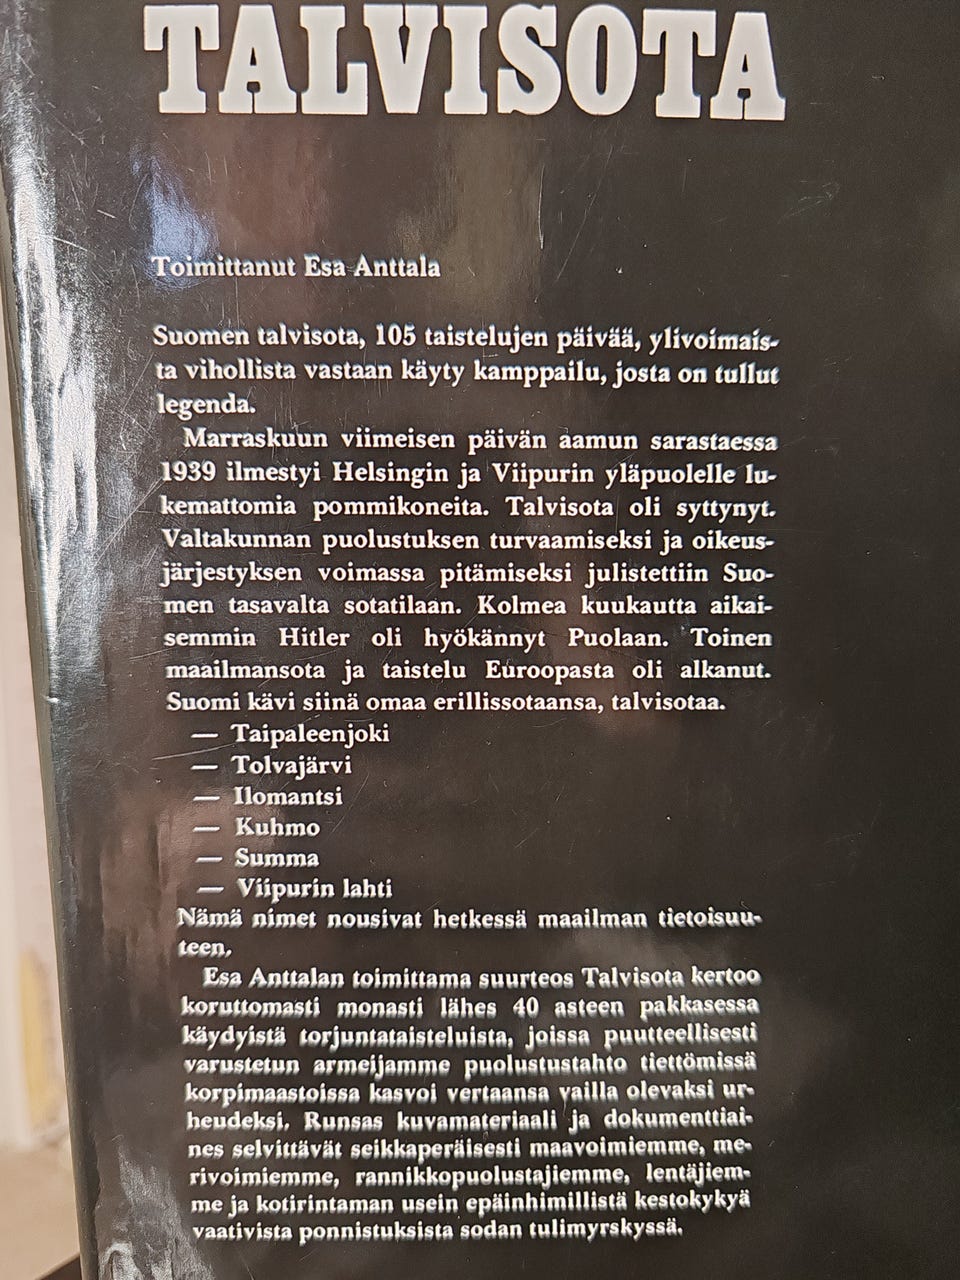 TALVISOTA
Toimittanut Esa Anttala
Suomen talvisota, 105 taistelujen päivää, ylivoimais-
ta vihollista vastaan käyty kamppailu, josta on tullut
legenda.
Marraskuun viimeisen päivän aamun sarastaessa
1939 ilmestyi Helsingin ja Viipurin yläpuolelle lu-
kemattomia pommikoneita. Talvisota oli syttynyt.
Valtakunnan puolustuksen turvaamiseksi ja oikeus-
järjestyksen voimassa pitämiseksi julistettiin Suo-
men tasavalta sotatilaan. Kolmea kuukautta aikai-
semmin Hitler oli hyökännyt Puolaan. Toinen
maailmansota ja taistelu Euroopasta oli alkanut.
Suomi kävi siinä omaa erillissotaansa, talvisotaa.
— Taipaleenjoki
— Tolvajärvi
— Ilomantsi
— Kuhmo
— Summa
— Viipurin lahti
Nämä nimet nousivat hetkessä maailman tietoisuu-
teen.
Esa Anttalan toimittama suurteos Talvisota kertoo
koruttomasti monasti lähes 40 asteen pakkasessa
käydyistä torjuntataisteluista, joissa puutteellisesti
varustetun armeijamme puolustustahto tiettömissä
korpimaastoissa kasvoi vertaansa vailla olevaksi ur-
heudeksi. Runsas kuvamateriaali ja dokumenttiai-
nes selvittävät seikkaperäisesti maavoimiemme, me-
rivoimiemme, rannikkopuolustajiemme, lentäjiem-
me ja kotirintaman usein epäinhimillistä kestokykyä
vaativista ponnistuksista sodan tulimyrskyssä.